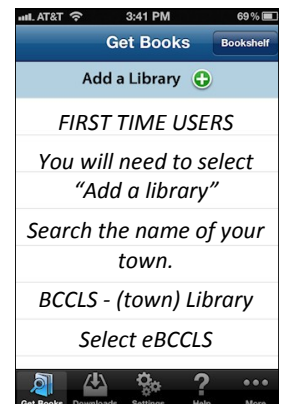 AT&T 3:41 PM 69%
Get Books Bookshelf
Add a Library
FIRST TIME USERS
You will need to select
“Add a library”
Search the name of your
town.
BCCLS - (town) Library
Select eBCCLS
Get Books Downloads Settings Help More